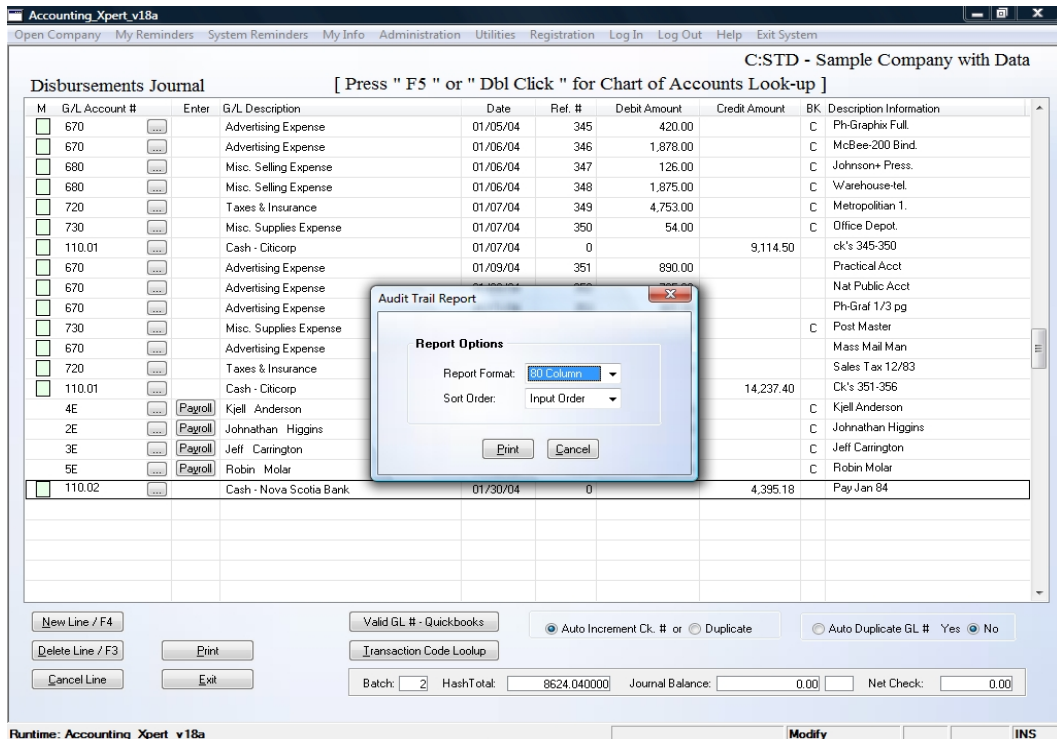 Accounting_Xpert_v18a
Open Company My Reminders System Reminders My Info Administration Utilities Registration Log In Log Out Help Exit System
C:STD - Sample Company with Data
Disbursements Journal [ Press " F5 " or " Dbl Click " for Chart of Accounts Look-up ]
M G/L Account # Enter G/L Description Date Ref. # Debit Amount Credit Amount BK Description Information
670 ... Advertising Expense 01/05/04 345 420.00 C Ph-Graphix Full.
670 ... Advertising Expense 01/06/04 346 1,878.00 C McBee-200 Bind.
680 ... Misc. Selling Expense 01/06/04 347 126.00 C Johnson+ Press.
680 ... Misc. Selling Expense 01/06/04 348 1,875.00 C Warehouse-tel.
720 ... Taxes & Insurance 01/07/04 349 4,753.00 C Metropolitian 1.
730 ... Misc. Supplies Expense 01/07/04 350 54.00 C Office Depot.
110.01 ... Cash - Citicorp 01/07/04 0 9,114.50 ck's 345-350
670 ... Advertising Expense 01/09/04 351 890.00 Practical Acct
670 ... Advertising Expense Nat Public Acct
670 ... Advertising Expense Ph-Graf 1/3 pg
730 ... Misc. Supplies Expense C Post Master
670 ... Advertising Expense Mass Mail Man
720 ... Taxes & Insurance Sales Tax 12/83
110.01 ... Cash - Citicorp 14,237.40 Ck's 351-356
4E ... Payroll Kjell Anderson C Kjell Anderson
2E ... Payroll Johnathan Higgins C Johnathan Higgins
3E ... Payroll Jeff Carrington C Jeff Carrington
5E ... Payroll Robin Molar C Robin Molar
110.02 ... Cash - Nova Scotia Bank 01/30/04 0 4,395.18 Pay Jan 84
Audit Trail Report
Report Options
Report Format: 80 Column
Sort Order: Input Order
Print Cancel
New Line / F4 Valid GL # - Quickbooks Auto Increment Ck. # or Duplicate Auto Duplicate GL # Yes No
Delete Line / F3 Print Transaction Code Loolup
Cancel Line Exit Batch: 2 HashTotal: 8624.040000 Journal Balance: 0.00 Net Check: 0.00
Runtime: Accounting_Xpert_v18a Modify INS